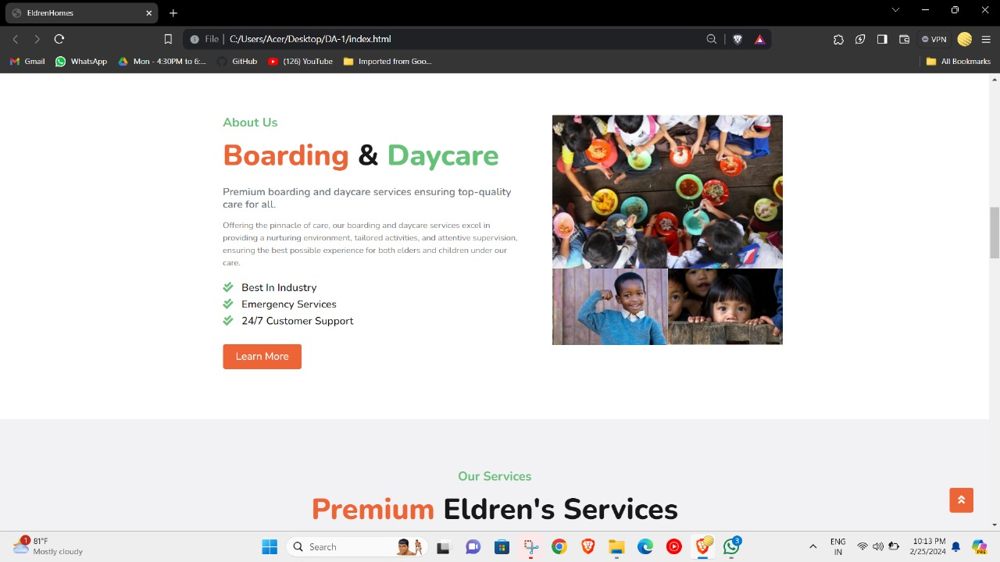 EldrenHomes
File
C:/Users/Acer/Desktop/DA-1/index.html
VPN
Gmail
WhatsApp
Mon - 4:30PM to 6:...
GitHub
(126) YouTube
Imported from Goo...
All Bookmarks
About Us
Boarding & Daycare
Premium boarding and daycare services ensuring top-quality
care for all.
Offering the pinnacle of care, our boarding and daycare services excel in
providing a nurturing environment, tailored activities, and attentive supervision,
ensuring the best possible experience for both elders and children under our
care.
Best In Industry
Emergency Services
24/7 Customer Support
Learn More
Our Services
Premium Eldren's Services
1
81°F
Mostly cloudy
Search
3
ENG
IN
10:13 PM
2/25/2024
PRE